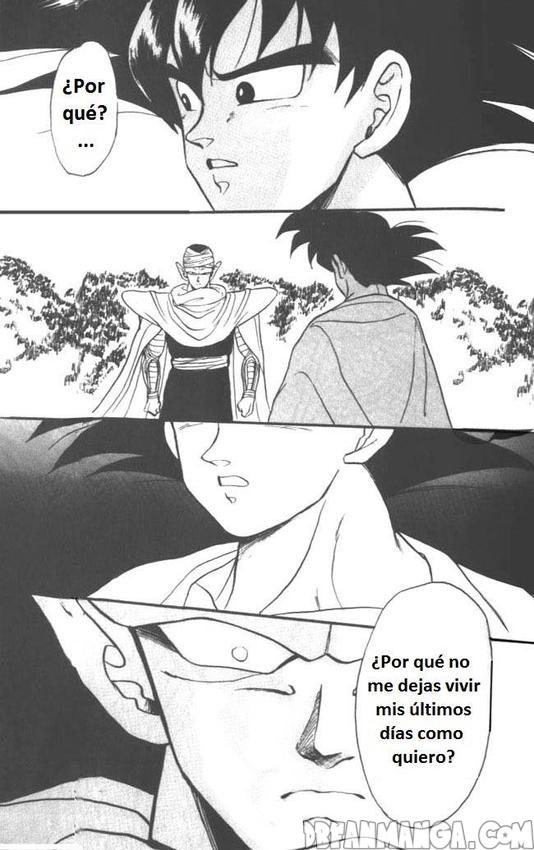 ¿Por
qué?
...
¿Por qué no
me dejas vivir
mis últimos
días como
quiero?
DBFANMANGA.COM